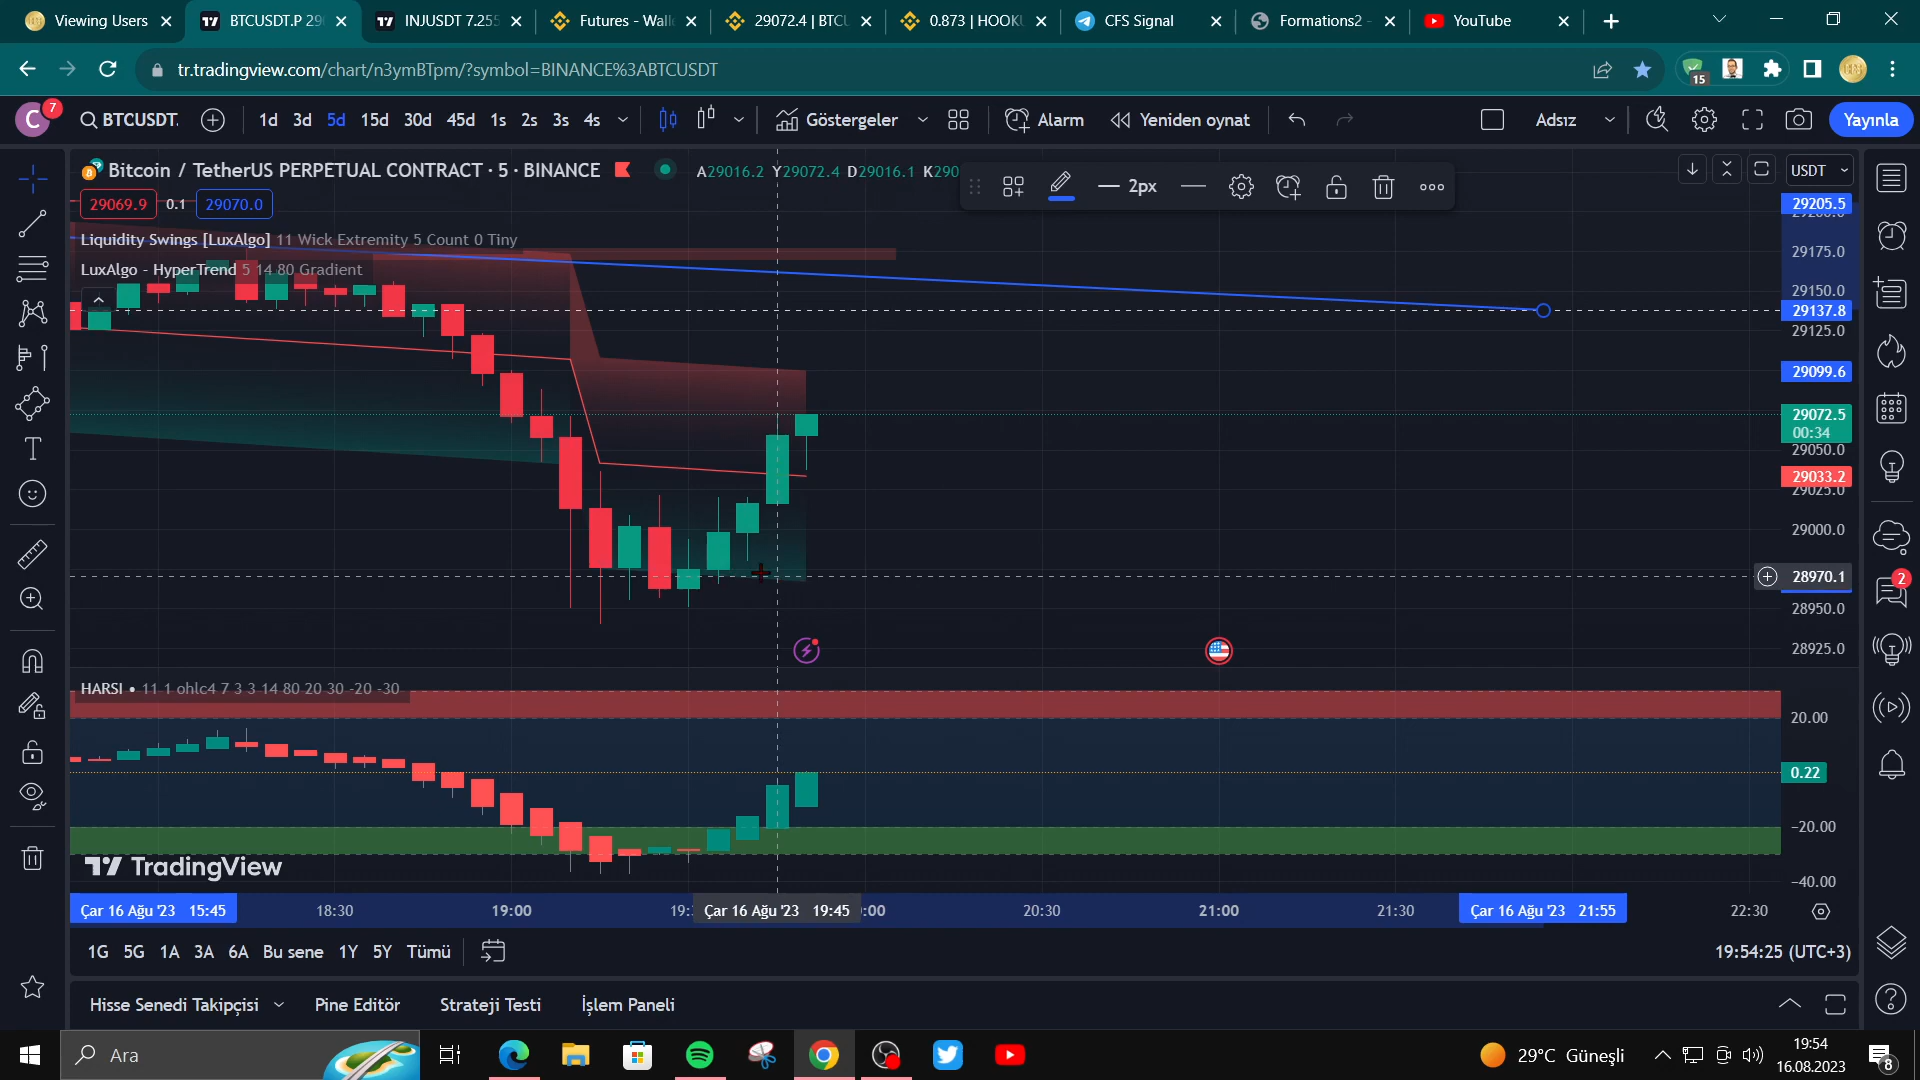 Viewing Users
BTCUSDT.P 29
INJUSDT 7.255
Futures - Walle
29072.4 | BTCU
0.873 | HOOKU
CFS Signal
Formations2 -
YouTube
tr.tradingview.com/chart/n3ymBTpm/?symbol=BINANCE%3ABTCUSDT
15
C 7
BTCUSDT.
1d 3d 5d 15d 30d 45d 1s 2s 3s 4s
Göstergeler
Alarm
Yeniden oynat
Adsız
Yayınla
Bitcoin / TetherUS PERPETUAL CONTRACT · 5 · BINANCE
A29016.2 Y29072.4 D29016.1 K290
2px
USDT
29069.9 0.1 29070.0
29205.5
Liquidity Swings [LuxAlgo] 11 Wick Extremity 5 Count 0 Tiny
29175.0
LuxAlgo - HyperTrend 5 14 80 Gradient
29150.0
29137.8
29125.0
29099.6
29072.5
00:34
29050.0
29033.2
29025.0
29000.0
28970.1
2
28950.0
28925.0
HARSI • 11 1 ohlc4 7 3 3 14 80 20 30 -20 -30
20.00
0.22
−20.00
TradingView
−40.00
Çar 16 Ağu '23 15:45
18:30
19:00
Çar 16 Ağu '23 19:45
20:30
21:00
21:30
Çar 16 Ağu '23 21:55
22:30
1G 5G 1A 3A 6A Bu sene 1Y 5Y Tümü
19:54:25 (UTC+3)
Hisse Senedi Takipçisi
Pine Editör
Strateji Testi
İşlem Paneli
Ara
29°C Güneşli
19:54
16.08.2023
8